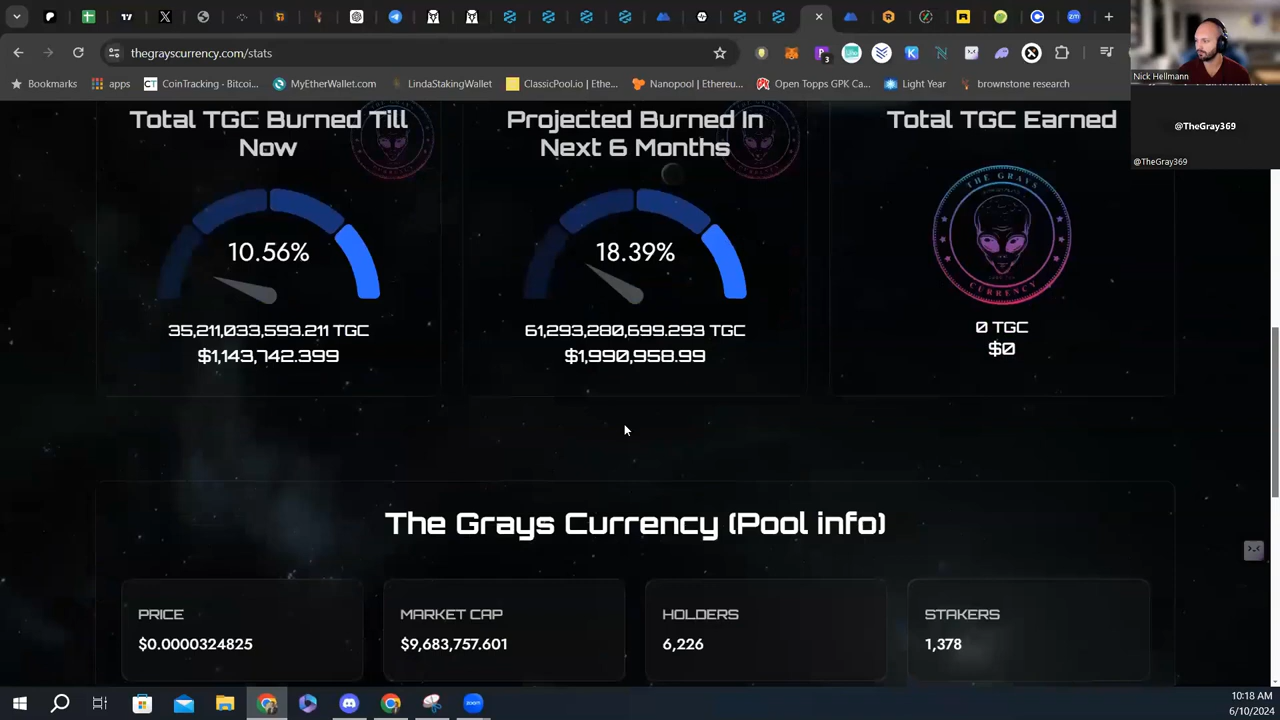 thegrayscurrency.com/stats
3
Bookmarks
apps
CoinTracking - Bitcoi...
MyEtherWallet.com
LindaStakingWallet
ClassicPool.io | Ethe...
Nanopool | Ethereu...
Open Topps GPK Ca...
Light Year
brownstone research
Nick Hellmann
@TheGray369
@TheGray369
Total TGC Burned Till
Now
10.56%
35,211,033,593.211 TGC
$1,143,742.399
Projected Burned In
Next 6 Months
18.39%
61,293,280,699.293 TGC
$1,990,958.99
Total TGC Earned
THE GRAYS
CURRENCY
0 TGC
$0
The Grays Currency (Pool info)
PRICE
$0.0000324825
MARKET CAP
$9,683,757.601
HOLDERS
6,226
STAKERS
1,378
10:18 AM
6/10/2024